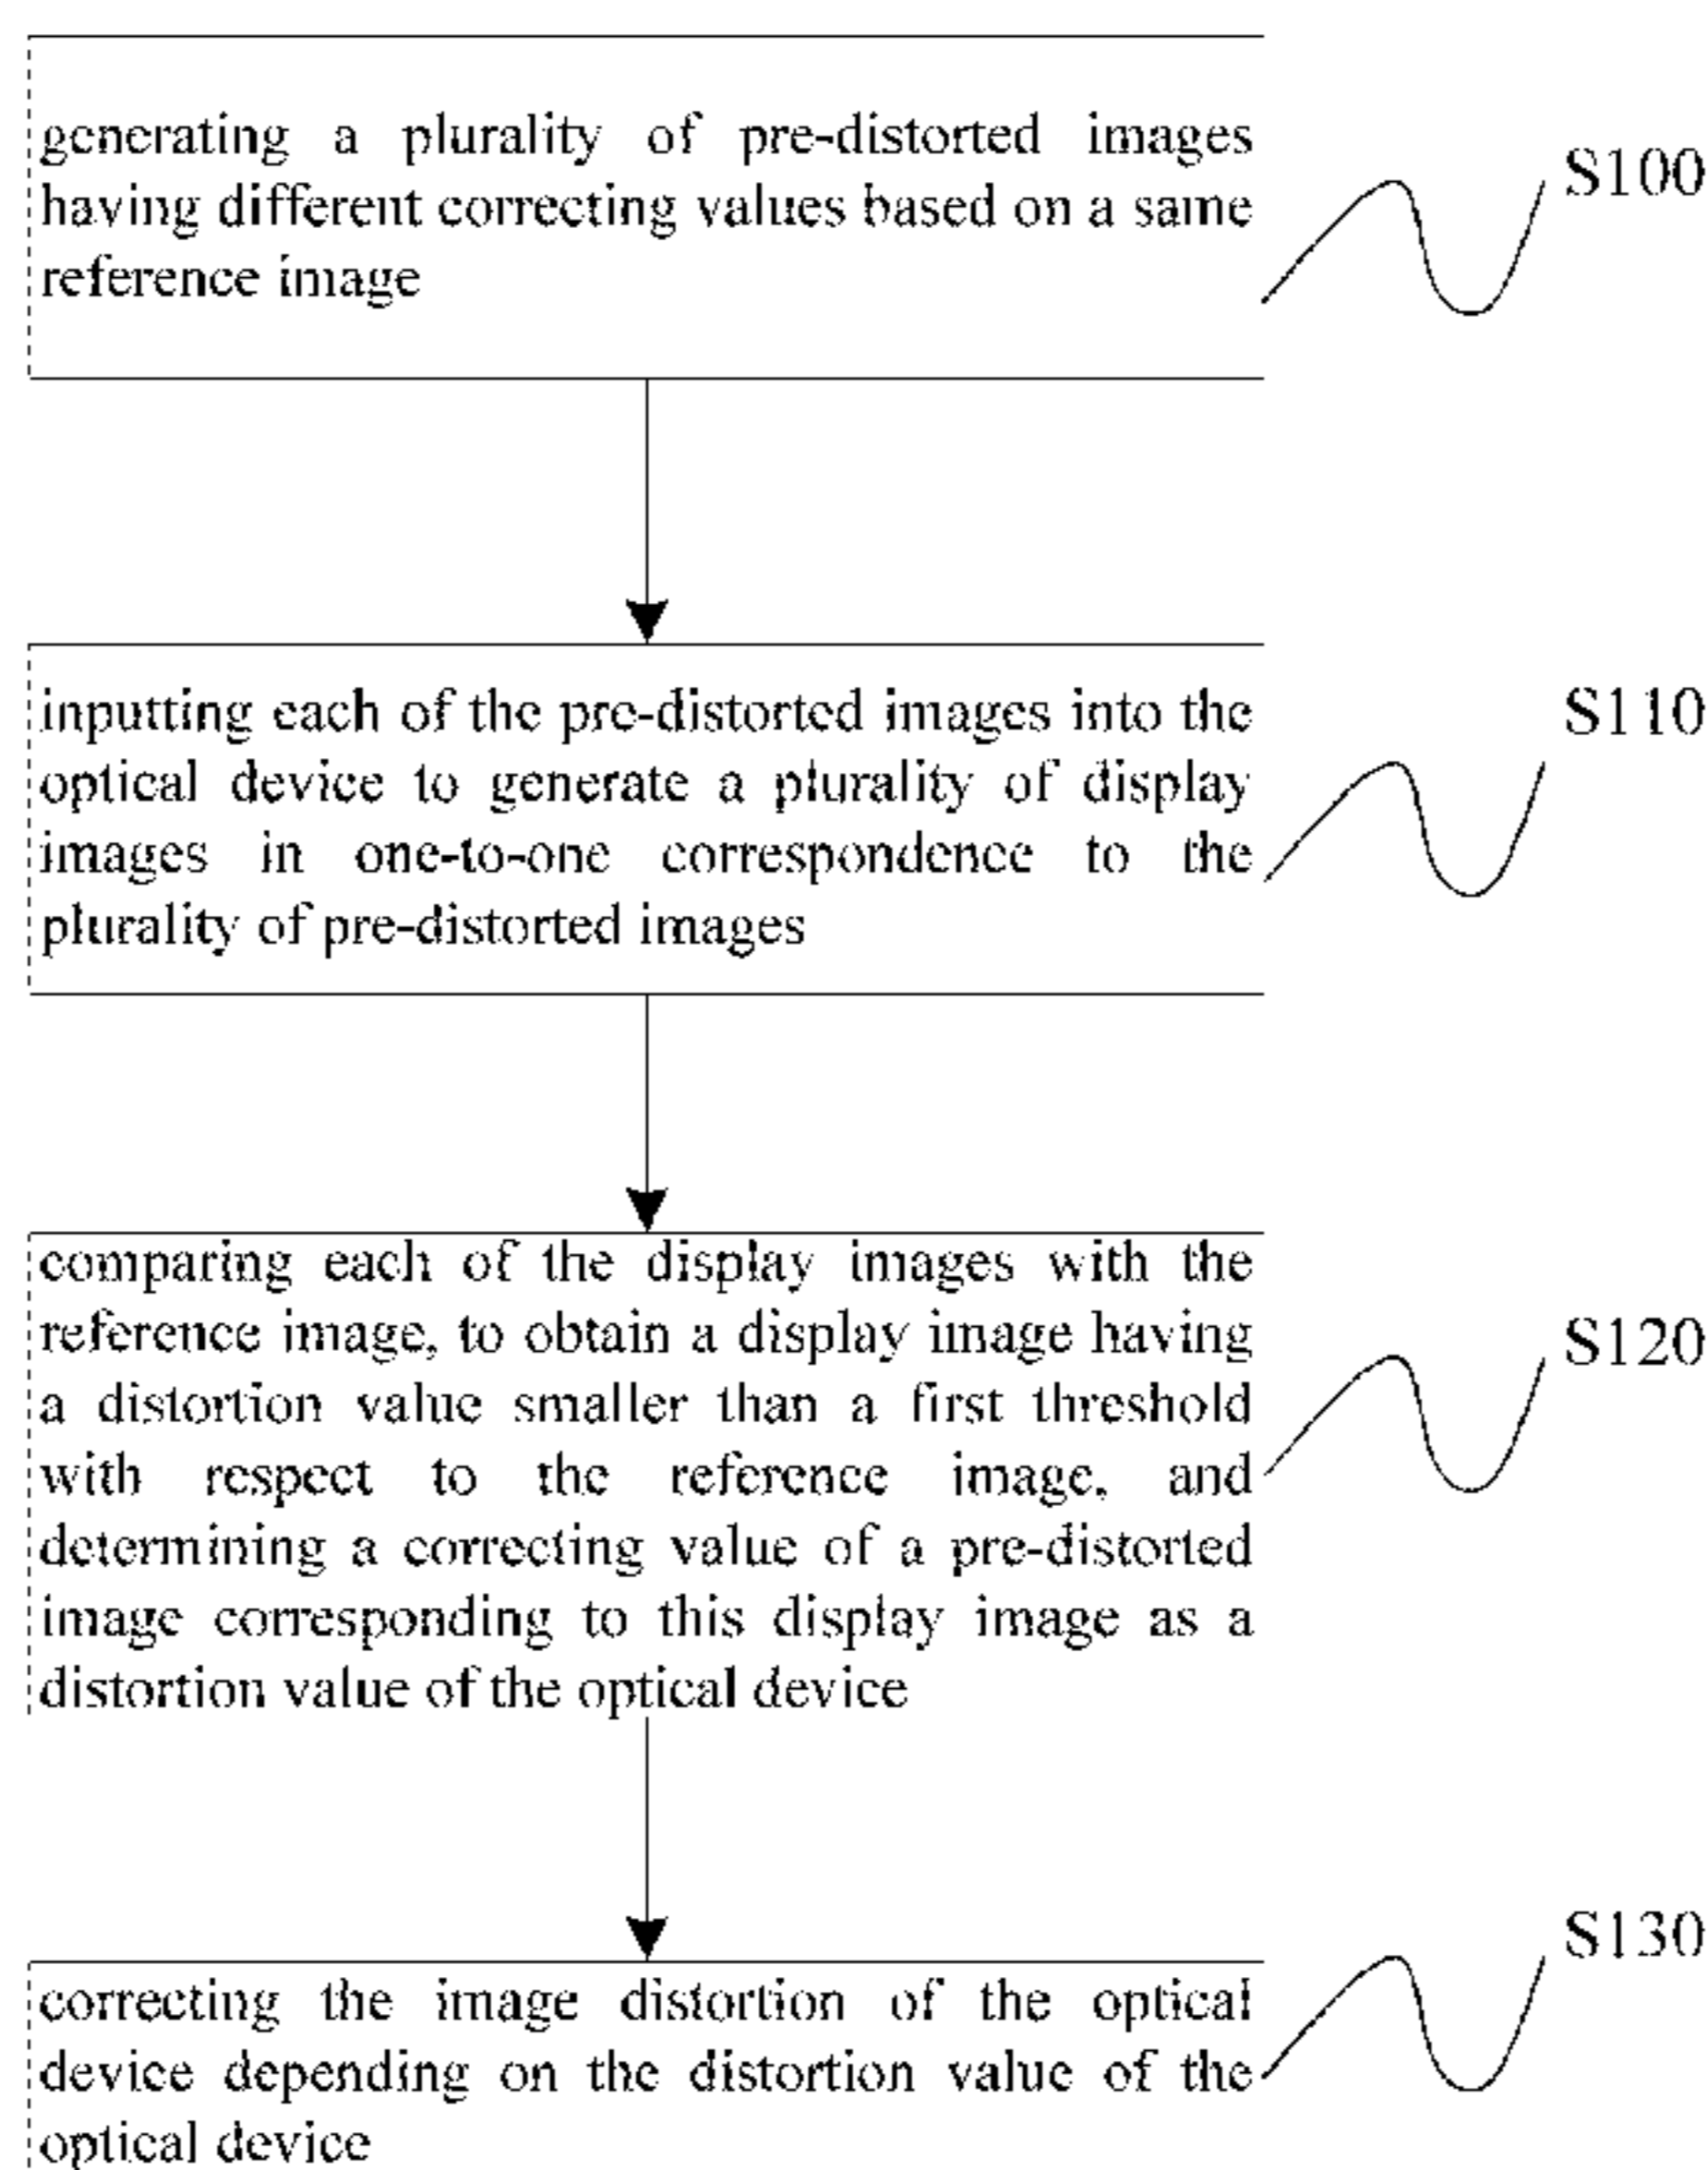 generating a plurality of pre-distorted images
having different correcting values based on a same
reference image
S100
inputting each of the pre-distorted images into the
optical device to generate a plurality of display
images in one-to-one correspondence to the
plurality of pre-distorted images
S110
comparing each of the display images with the
reference image, to obtain a display image having
a distortion value smaller than a first threshold
with respect to the reference image, and
determining a correcting value of a pre-distorted
image corresponding to this display image as a
distortion value of the optical device
S120
correcting the image distortion of the optical
device depending on the distortion value of the
optical device
S130